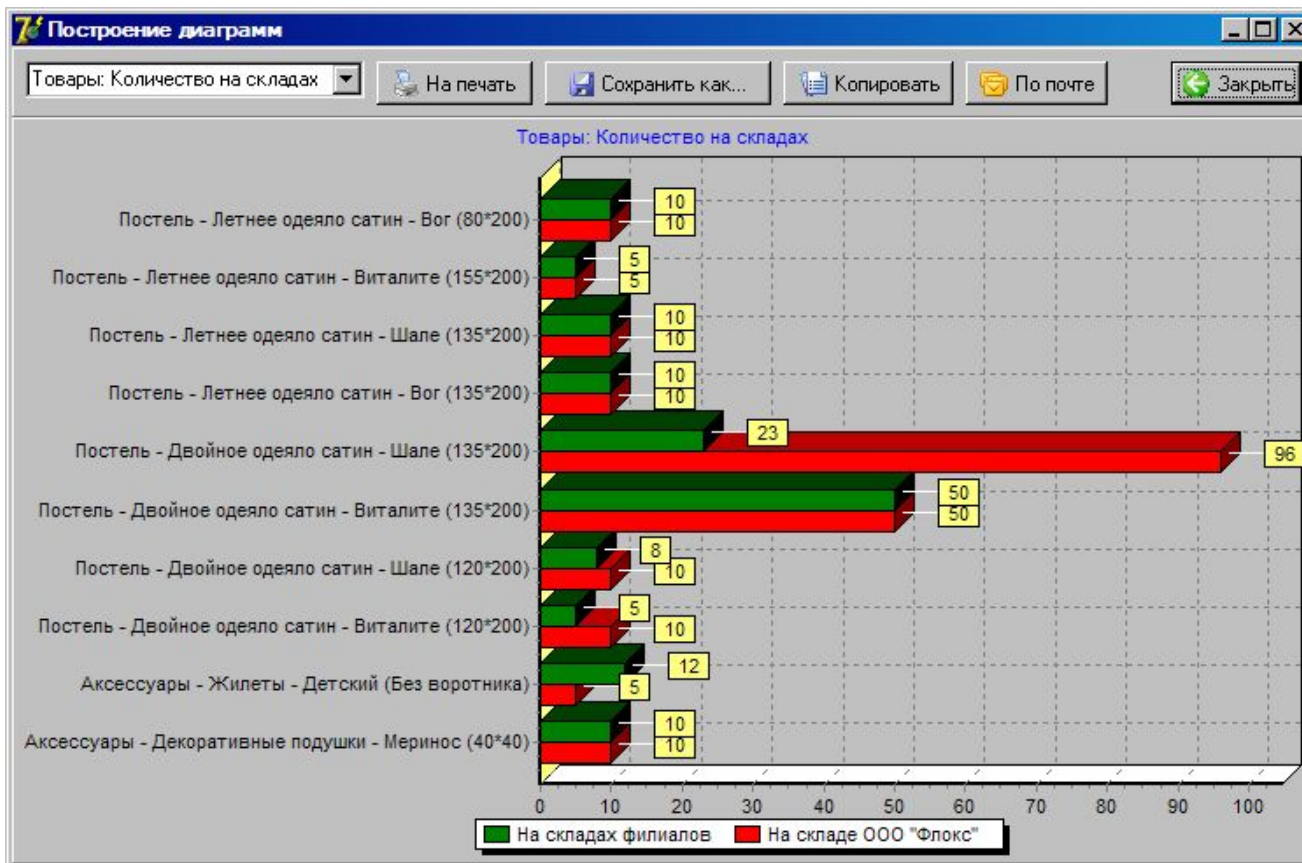 Построение диаграмм
Товары: Количество на складах На печать Сохранить как... Копировать По почте Закрыть
Товары: Количество на складах
Постель - Летнее одеяло сатин - Вог (80*200) 10
10
Постель - Летнее одеяло сатин - Виталите (155*200) 5
5
Постель - Летнее одеяло сатин - Шале (135*200) 10
10
Постель - Летнее одеяло сатин - Вог (135*200) 10
10
Постель - Двойное одеяло сатин - Шале (135*200) 23
96
Постель - Двойное одеяло сатин - Виталите (135*200) 50
50
Постель - Двойное одеяло сатин - Шале (120*200) 8
10
Постель - Двойное одеяло сатин - Виталите (120*200) 5
10
Аксессуары - Жилеты - Детский (Без воротника) 12
5
Аксессуары - Декоративные подушки - Меринос (40*40) 10
10
0 10 20 30 40 50 60 70 80 90 100
На складах филиалов На складе ООО "Флокс"